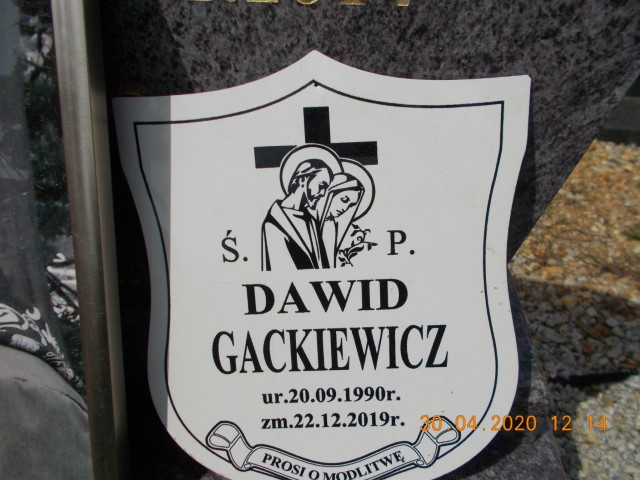 Ś. P.
DAWID
GACKIEWICZ
ur.20.09.1990r.
zm.22.12.2019r.
PROSI O MODLITWĘ
30.04.2020 12:14